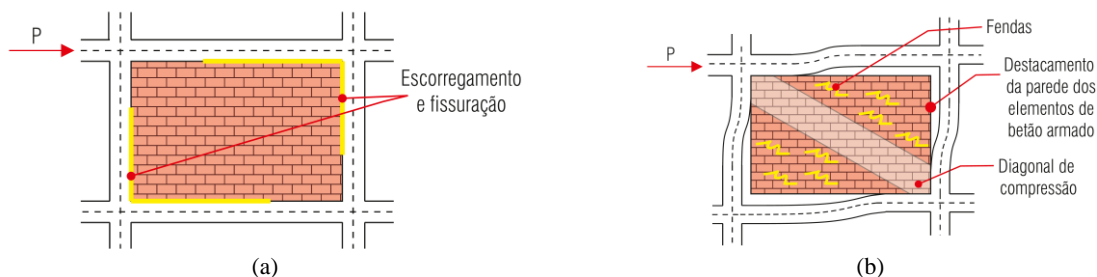 P
Escorregamento
e fissuração
(a)
P
Fendas
Destacamento
da parede dos
elementos de
betão armado
Diagonal de
compressão
(b)